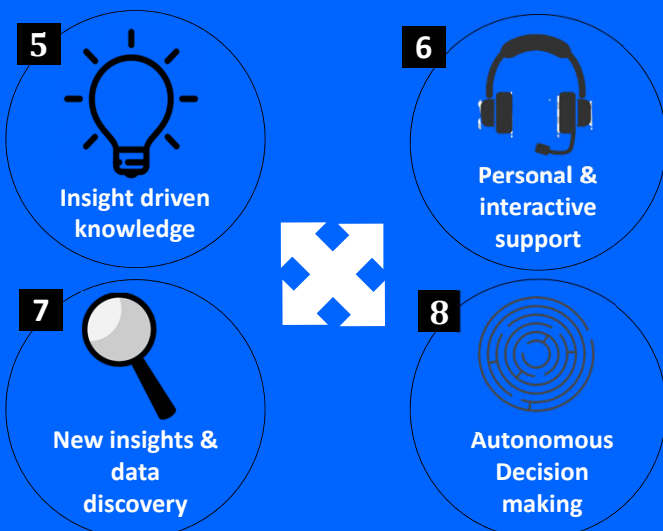 5
Insight driven
knowledge
6
Personal &
interactive
support
7
New insights &
data
discovery
8
Autonomous
Decision
making